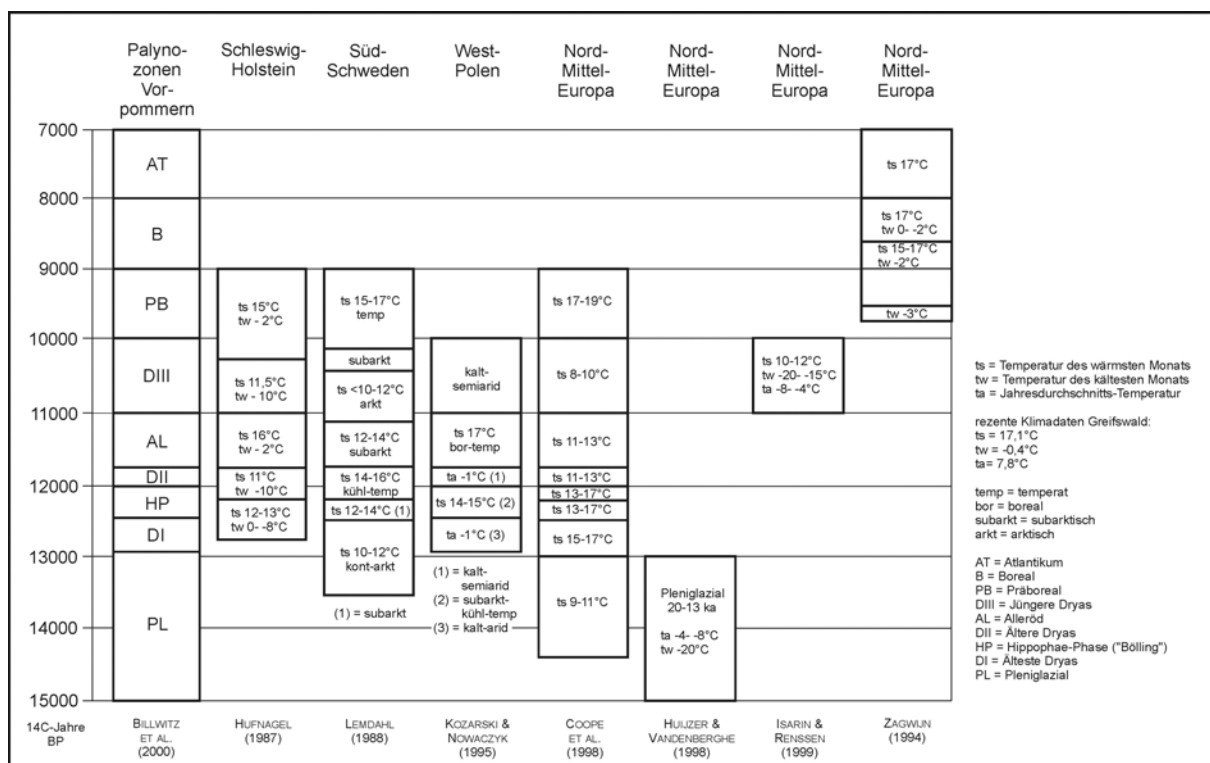 Palyno-
zonen
Vor-
pommern
Schleswig-
Holstein
Süd-
Schweden
West-
Polen
Nord-
Mittel-
Europa
Nord-
Mittel-
Europa
Nord-
Mittel-
Europa
Nord-
Mittel-
Europa
7000
8000
9000
10000
11000
12000
13000
14000
15000
14C-Jahre
BP
AT
B
PB
DIII
AL
DII
HP
DI
PL
BILLWITZ
ET AL.
(2000)
ts 15°C
tw - 2°C
ts 11,5°C
tw - 10°C
ts 16°C
tw - 2°C
ts 11°C
tw -10°C
ts 12-13°C
tw 0- -8°C
HUFNAGEL
(1987)
ts 15-17°C
temp
subarkt
ts <10-12°C
arkt
ts 12-14°C
subarkt
ts 14-16°C
kühl-temp
ts 12-14°C (1)
ts 10-12°C
kont-arkt
(1) = subarkt
LEMDAHL
(1988)
kalt-
semiarid
ts 17°C
bor-temp
ta -1°C (1)
ts 14-15°C (2)
ta -1°C (3)
(1) = kalt-
semiarid
(2) = subarkt-
kühl-temp
(3) = kalt-arid
KOZARSKI &
NOWACZYK
(1995)
ts 17-19°C
ts 8-10°C
ts 11-13°C
ts 11-13°C
ts 13-17°C
ts 13-17°C
ts 15-17°C
ts 9-11°C
COOPE
ET AL.
(1998)
Pleniglazial
20-13 ka
ta -4- -8°C
tw -20°C
HUIJZER &
VANDENBERGHE
(1998)
ts 10-12°C
tw -20- -15°C
ta -8- -4°C
ISARIN &
RENSSEN
(1999)
ts 17°C
ts 17°C
tw 0- -2°C
ts 15-17°C
tw -2°C
tw -3°C
ZAGWIJN
(1994)
ts = Temperatur des wärmsten Monats
tw = Temperatur des kältesten Monats
ta = Jahresdurchschnitts-Temperatur
rezente Klimadaten Greifswald:
ts = 17,1°C
tw = -0,4°C
ta= 7,8°C
temp = temperat
bor = boreal
subarkt = subarktisch
arkt = arktisch
AT = Atlantikum
B = Boreal
PB = Präboreal
DIII = Jüngere Dryas
AL = Alleröd
DII = Ältere Dryas
HP = Hippophae-Phase ("Bölling")
DI = Älteste Dryas
PL = Pleniglazial